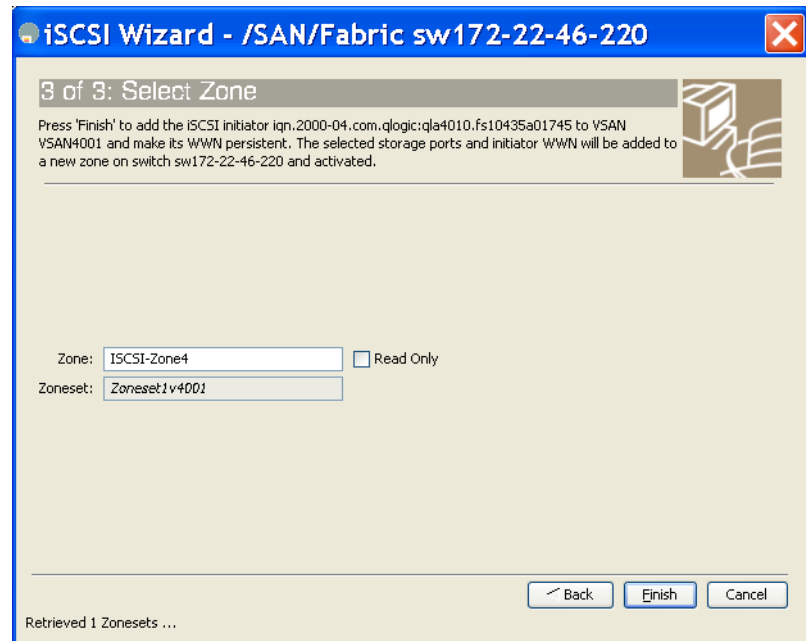 iSCSI Wizard - /SAN/Fabric sw172-22-46-220
3 of 3: Select Zone
Press 'Finish' to add the iSCSI initiator iqn.2000-04.com.qlogic:qla4010.fs10435a01745 to VSAN
VSAN4001 and make its WWN persistent. The selected storage ports and initiator WWN will be added to
a new zone on switch sw172-22-46-220 and activated.
Zone: ISCSI-Zone4 Read Only
Zoneset: Zoneset1v4001
Back Finish Cancel
Retrieved 1 Zonesets ...